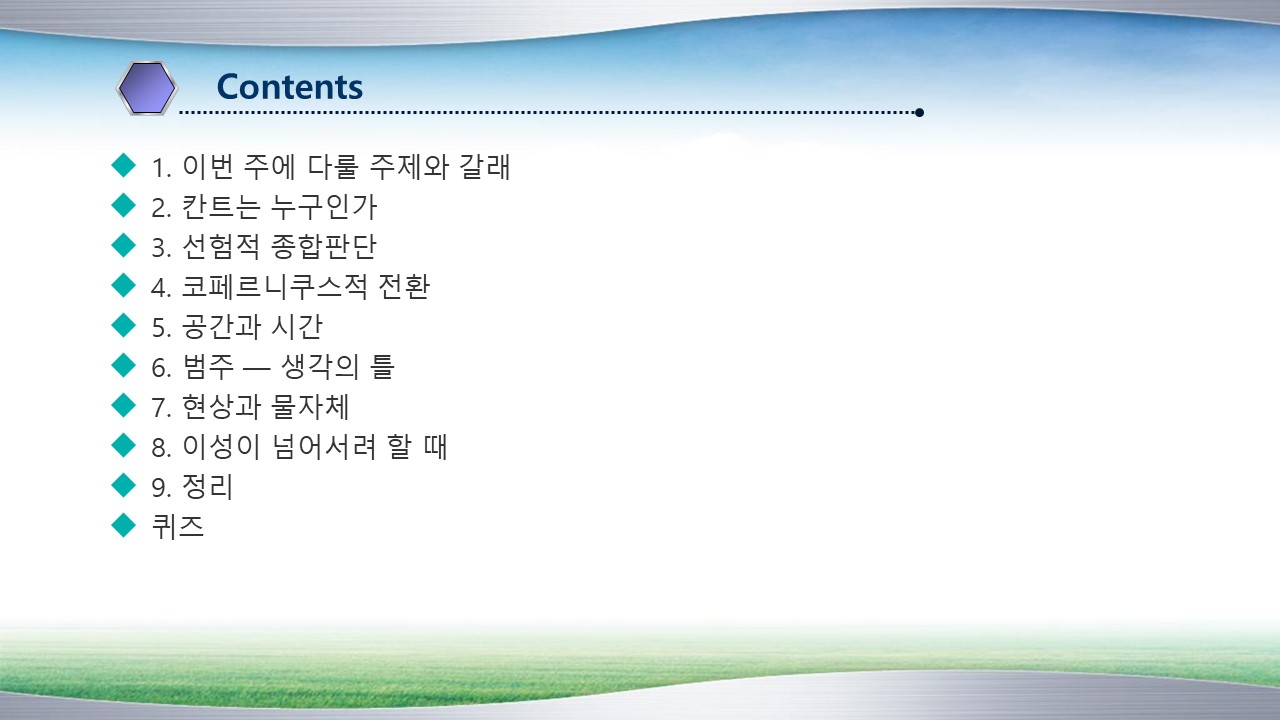 Contents
1. 이번 주에 다룰 주제와 갈래
2. 칸트는 누구인가
3. 선험적 종합판단
4. 코페르니쿠스적 전환
5. 공간과 시간
6. 범주 — 생각의 틀
7. 현상과 물자체
8. 이성이 넘어서려 할 때
9. 정리
퀴즈